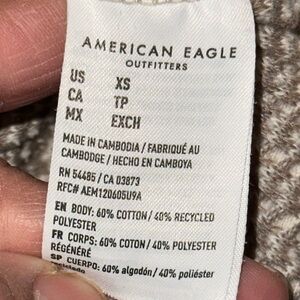 AMERICAN EAGLE
OUTFITTERS
US XS
CA TP
MX EXCH
MADE IN CAMBODIA / FABRIQUÉ AU
CAMBODGE / HECHO EN CAMBOYA
RN 54485 / CA 03873
RFC# AEM120605U9A
EN BODY: 60% COTTON / 40% RECYCLED
POLYESTER
FR CORPS: 60% COTON / 40% POLYESTER
RÉGÉNÉRÉ
SP CUERPO: 60% algodón / 40% poliéster
reciclado